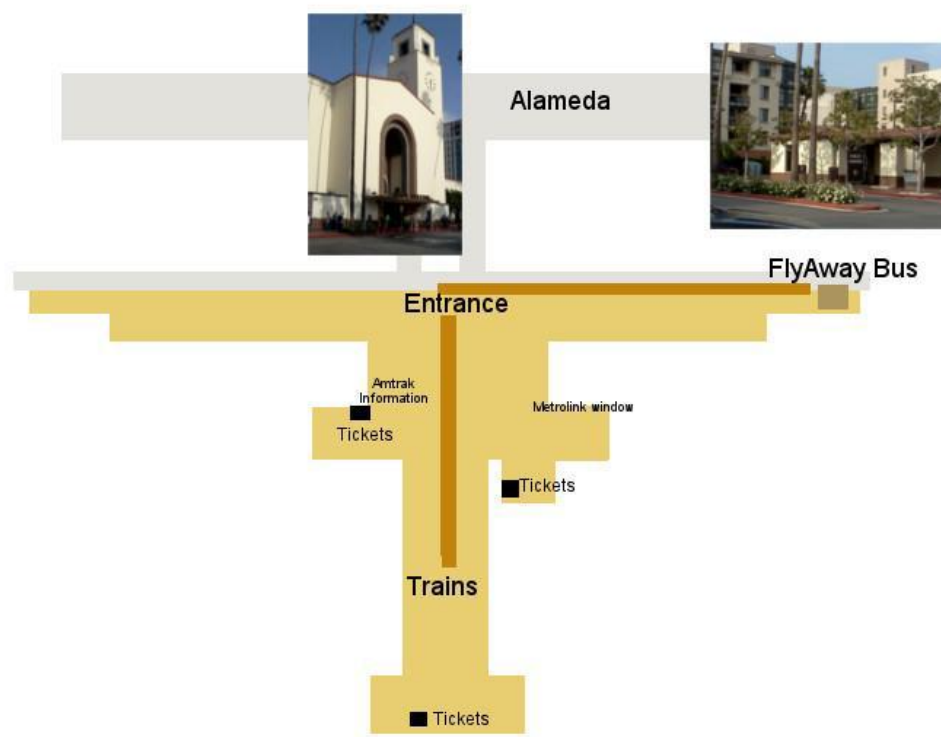 Alameda
FlyAway Bus
Entrance
Amtrak
Information
Metrolink window
Tickets
Tickets
Trains
Tickets